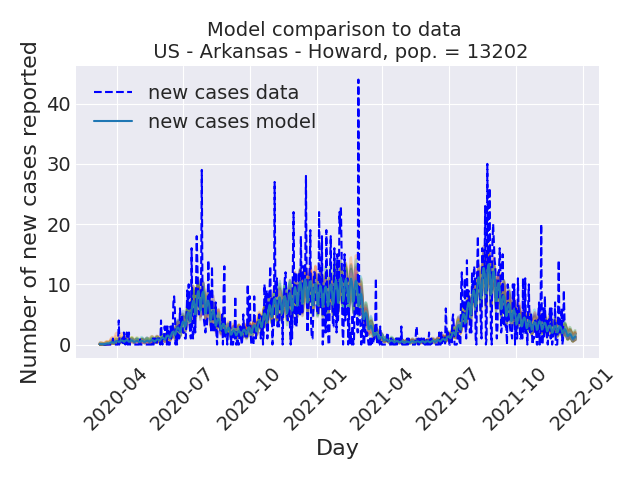 Model comparison to data
US - Arkansas - Howard, pop. = 13202
new cases data
new cases model
Number of new cases reported
40
30
20
10
0
2020-04
2020-07
2020-10
2021-01
2021-04
2021-07
2021-10
2022-01
Day